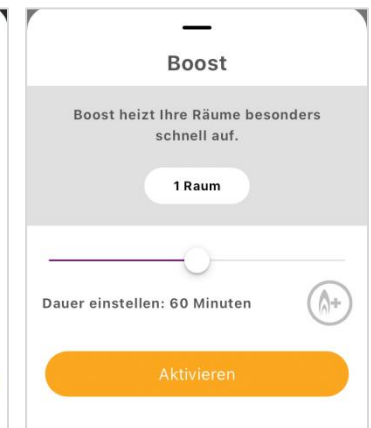 Boost
Boost heizt Ihre Räume besonders
schnell auf.
1 Raum
Dauer einstellen: 60 Minuten
Aktivieren